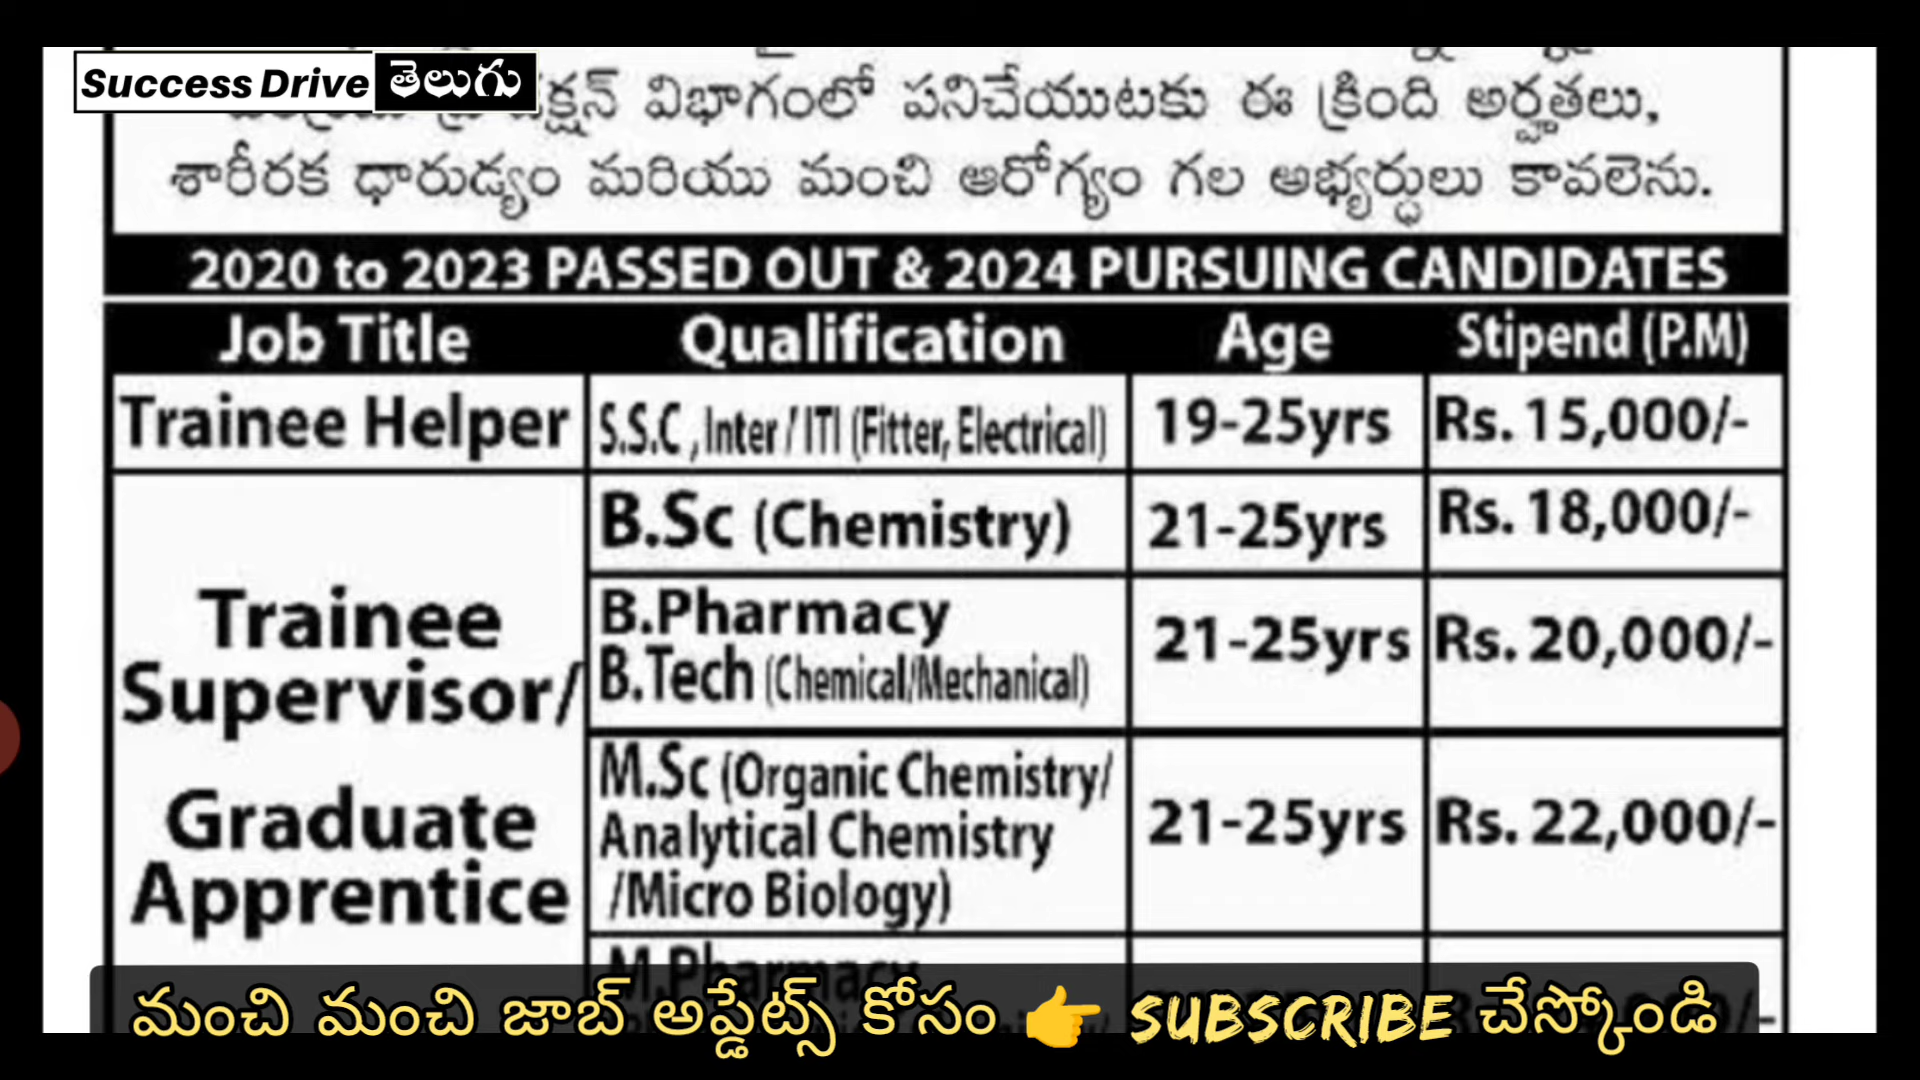 Success Drive తెలుగు
విభాగంలో పనిచేయుటకు ఈ క్రింది అర్హతలు,
శారీరక ధారుడ్యం మరియు మంచి ఆరోగ్యం గల అభ్యర్థులు కావలెను.
2020 to 2023 PASSED OUT & 2024 PURSUING CANDIDATES
Job Title Qualification Age Stipend (P.M)
Trainee Helper S.S.C , Inter / ITI (Fitter, Electrical) 19-25yrs Rs. 15,000/-
Trainee Supervisor/
Graduate Apprentice
B.Sc (Chemistry) 21-25yrs Rs. 18,000/-
B.Pharmacy
B.Tech (Chemical/Mechanical) 21-25yrs Rs. 20,000/-
M.Sc (Organic Chemistry/
Analytical Chemistry
/Micro Biology) 21-25yrs Rs. 22,000/-
M.Pharmacy
మంచి మంచి జాబ్ అప్డేట్స్ కోసం 👉 SUBSCRIBE చేస్కోండి